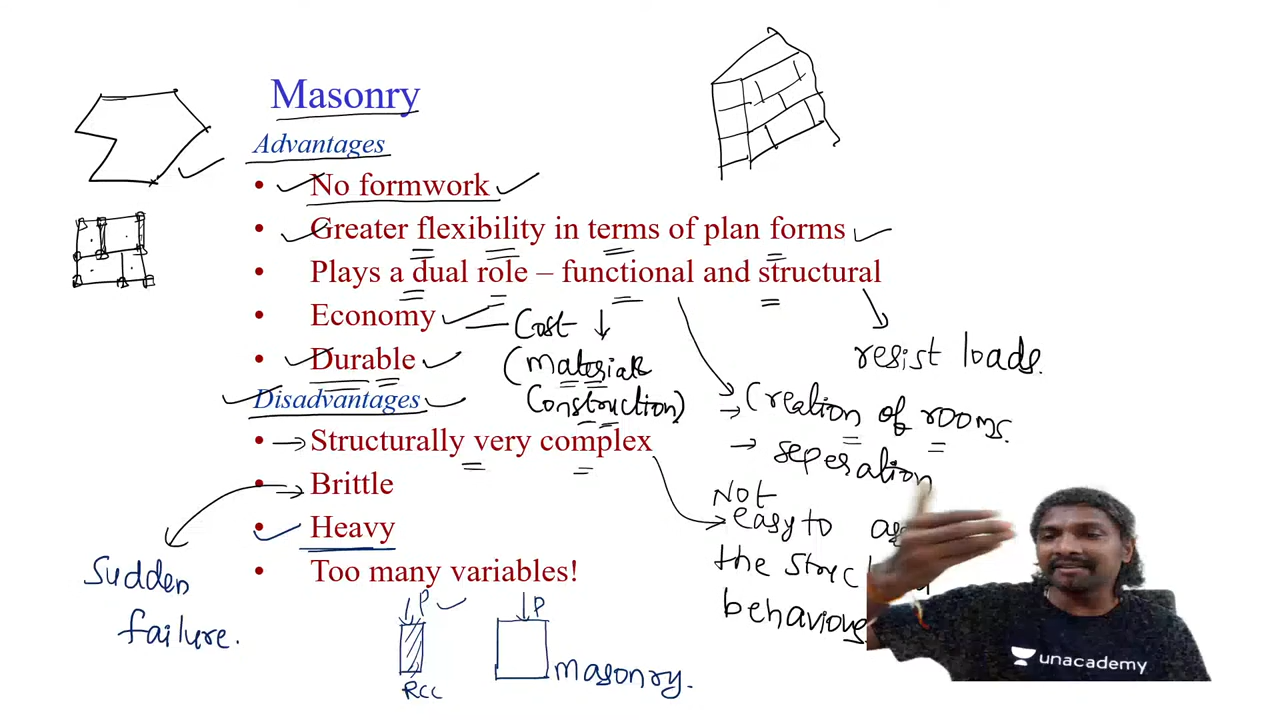 Masonry
Advantages
• No formwork
• Greater flexibility in terms of plan forms
• Plays a dual role – functional and structural
• Economy
Cost ↓
(materials
Construction)
• Durable
resist loads.
→ Creation of rooms.
→ seperation
Disadvantages
• → Structurally very complex
NOT
easy to
the
behaviour
• Brittle
Sudden
failure.
• Heavy
• Too many variables!
P
RCC
P
masonry.
unacademy